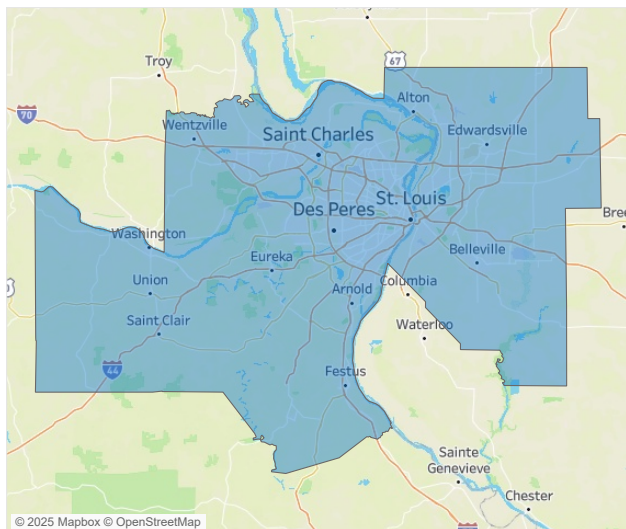 67
Troy
70
Alton
Wentzville
Edwardsville
Saint Charles
St. Louis
Des Peres
Bree
Washington
Belleville
Eureka
Columbia
Union
0
Arnold
Saint Clair
Waterloo
44
Festus
Sainte
Genevieve
Chester
© 2025 Mapbox © OpenStreetMap